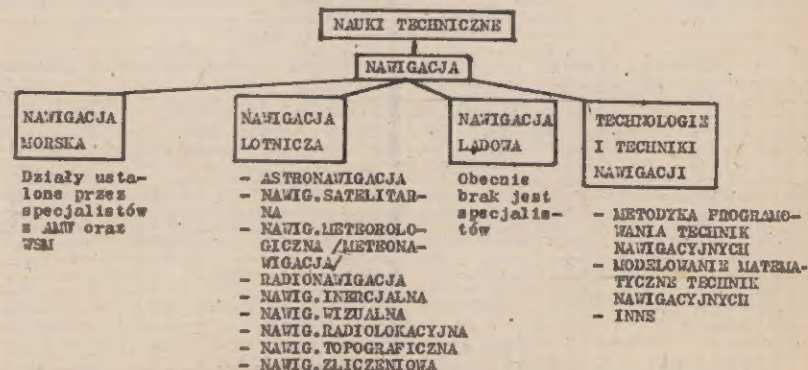 NAUKI TECHNICZNE
NAWIGACJA
NAWIGACJA
MORSKA
Działy usta-
lone przez
specjalistów
z AMW oraz
WSM
NAWIGACJA
LOTNICZA
- ASTRONAWIGACJA
- NAWIG.SATELITAR-
NA
- NAWIG.METEOROLO-
GICZNA /METEONA-
WIGACJA/
- RADIONAWIGACJA
- NAWIG.INERCJALNA
- NAWIG.WIZUALNA
- NAWIG.RADIOLOKACYJNA
- NAWIG.TOPOGRAFICZNA
- NAWIG.ZLICZENIOWA
NAWIGACJA
LĄDOWA
Obecnie
brak jest
specjalis-
tów
TECHNOLOGIE
I TECHNIKI
NAWIGACJI
- METODYKA PROGRAMO-
WANIA TECHNIK
NAWIGACYJNYCH
- MODELOWANIE MATEMA-
TYCZNE TECHNIK
NAWIGACYJNYCH
- INNE